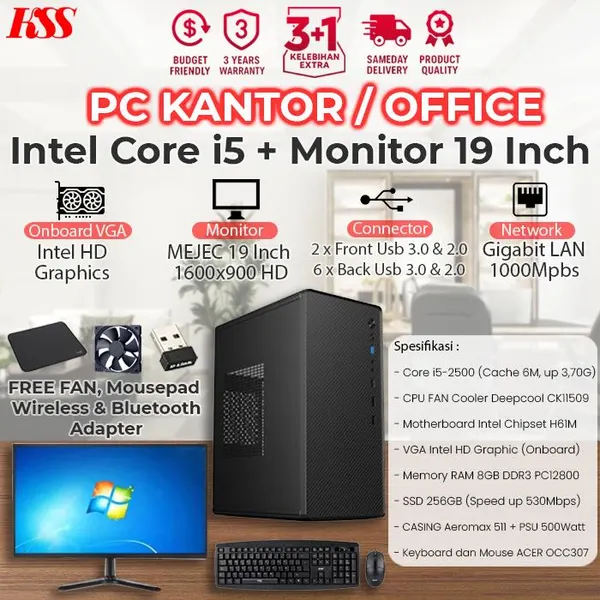 KSS
$
BUDGET
FRIENDLY
3
3 YEARS
WARRANTY
3+1
KELEBIHAN
EXTRA
SAMEDAY
DELIVERY
PRODUCT
QUALITY
PC KANTOR / OFFICE
Intel Core i5 + Monitor 19 Inch
Onboard VGA
Intel HD
Graphics
Monitor
MEJEC 19 Inch
1600x900 HD
Connector
2 x Front Usb 3.0 & 2.0
6 x Back Usb 3.0 & 2.0
Network
Gigabit LAN
1000Mpbs
FREE FAN, Mousepad
Wireless & Bluetooth
Adapter
Spesifikasi :
- Core i5-2500 (Cache 6M, up 3,70G)
- CPU FAN Cooler Deepcool CK11509
- Motherboard Intel Chipset H61M
- VGA Intel HD Graphic (Onboard)
- Memory RAM 8GB DDR3 PC12800
- SSD 256GB (Speed up 530Mbps)
- CASING Aeromax 511 + PSU 500Watt
- Keyboard dan Mouse ACER OCC307